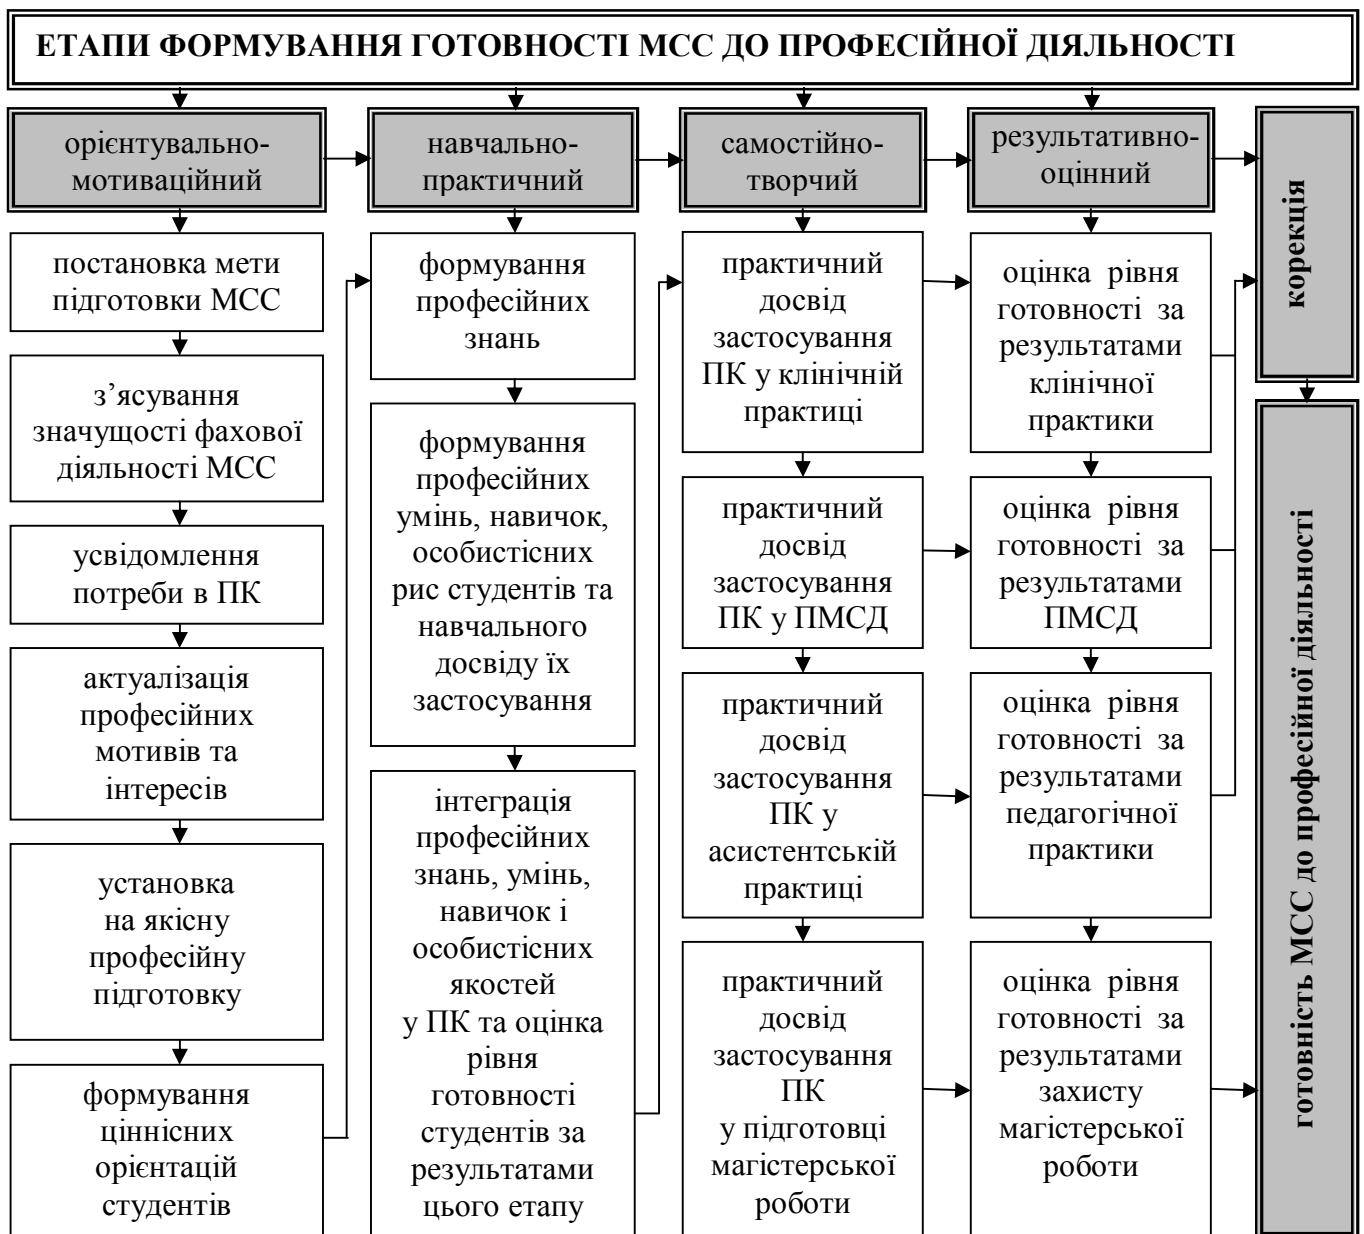 ЕТАПИ ФОРМУВАННЯ ГОТОВНОСТІ МСС ДО ПРОФЕСІЙНОЇ ДІЯЛЬНОСТІ
орієнтувально-
мотиваційний
навчально-
практичний
самостійно-
творчий
результативно-
оцінний
корекція
постановка мети
підготовки МСС
з’ясування
значущості фахової
діяльності МСС
усвідомлення
потреби в ПК
актуалізація
професійних
мотивів та
інтересів
установка
на якісну
професійну
підготовку
формування
ціннісних
орієнтацій
студентів
формування
професійних
знань
формування
професійних
умінь, навичок,
особистісних
рис студентів та
навчального
досвіду їх
застосування
інтеграція
професійних
знань, умінь,
навичок і
особистісних
якостей
у ПК та оцінка
рівня
готовності
студентів за
результатами
цього етапу
практичний
досвід
застосування
ПК у клінічній
практиці
практичний
досвід
застосування
ПК у ПМСД
практичний
досвід
застосування
ПК у
асистентській
практиці
практичний
досвід
застосування
ПК
у підготовці
магістерської
роботи
оцінка рівня
готовності за
результатами
клінічної
практики
оцінка рівня
готовності за
результатами
ПМСД
оцінка рівня
готовності за
результатами
педагогічної
практики
оцінка рівня
готовності за
результатами
захисту
магістерської
роботи
готовність МСС до професійної діяльності